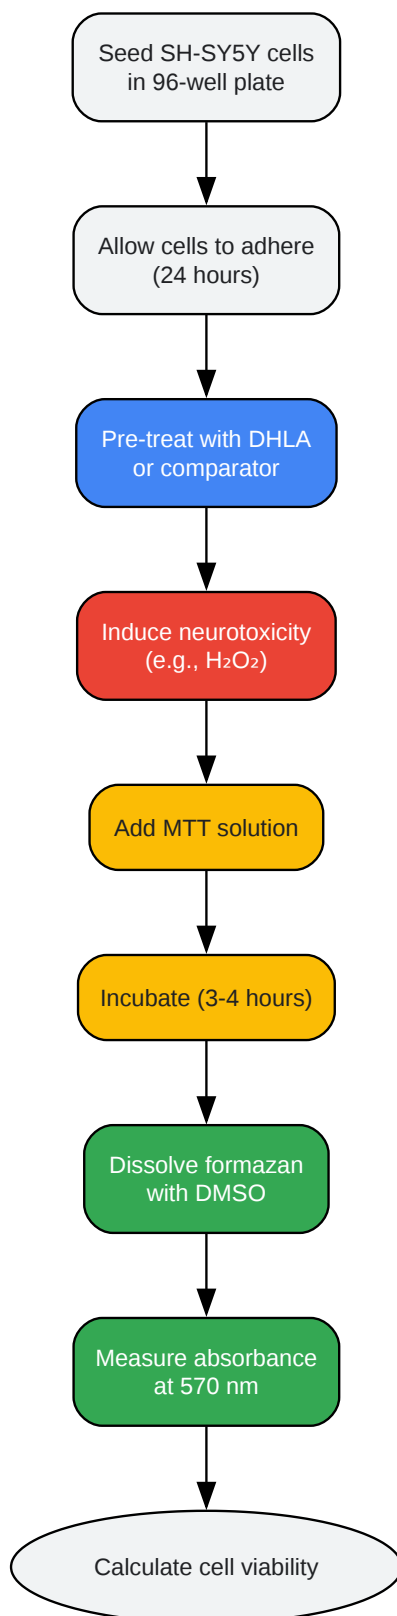 Seed SH-SY5Y cells
in 96-well plate
Allow cells to adhere
(24 hours)
Pre-treat with DHLA
or comparator
Induce neurotoxicity
(e.g., H₂O₂)
Add MTT solution
Incubate (3-4 hours)
Dissolve formazan
with DMSO
Measure absorbance
at 570 nm
Calculate cell viability